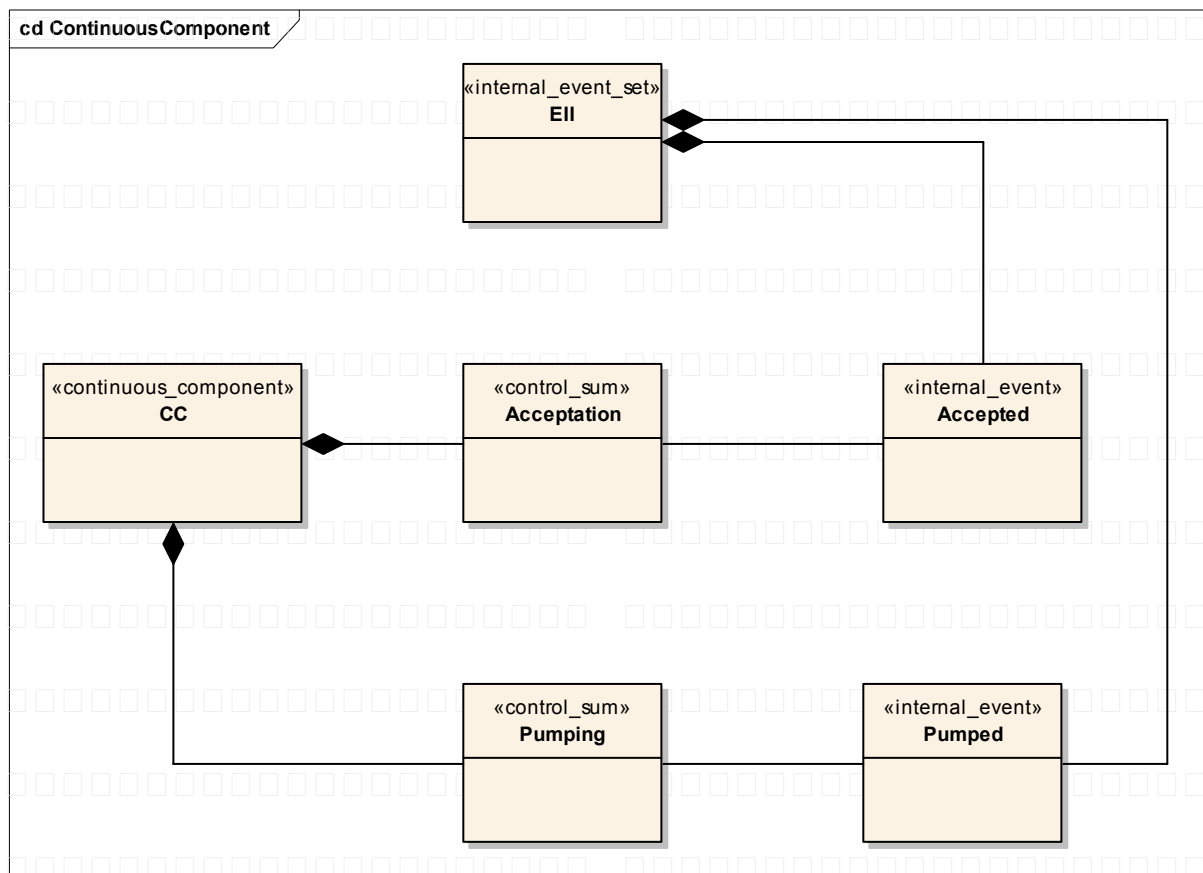 cd ContinuousComponent
«internal_event_set»
EII
«continuous_component»
CC
«control_sum»
Acceptation
«internal_event»
Accepted
«control_sum»
Pumping
«internal_event»
Pumped